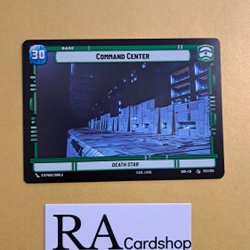 BASE
30
COMMAND CENTER
DEATH STAR
RA
Cardshop